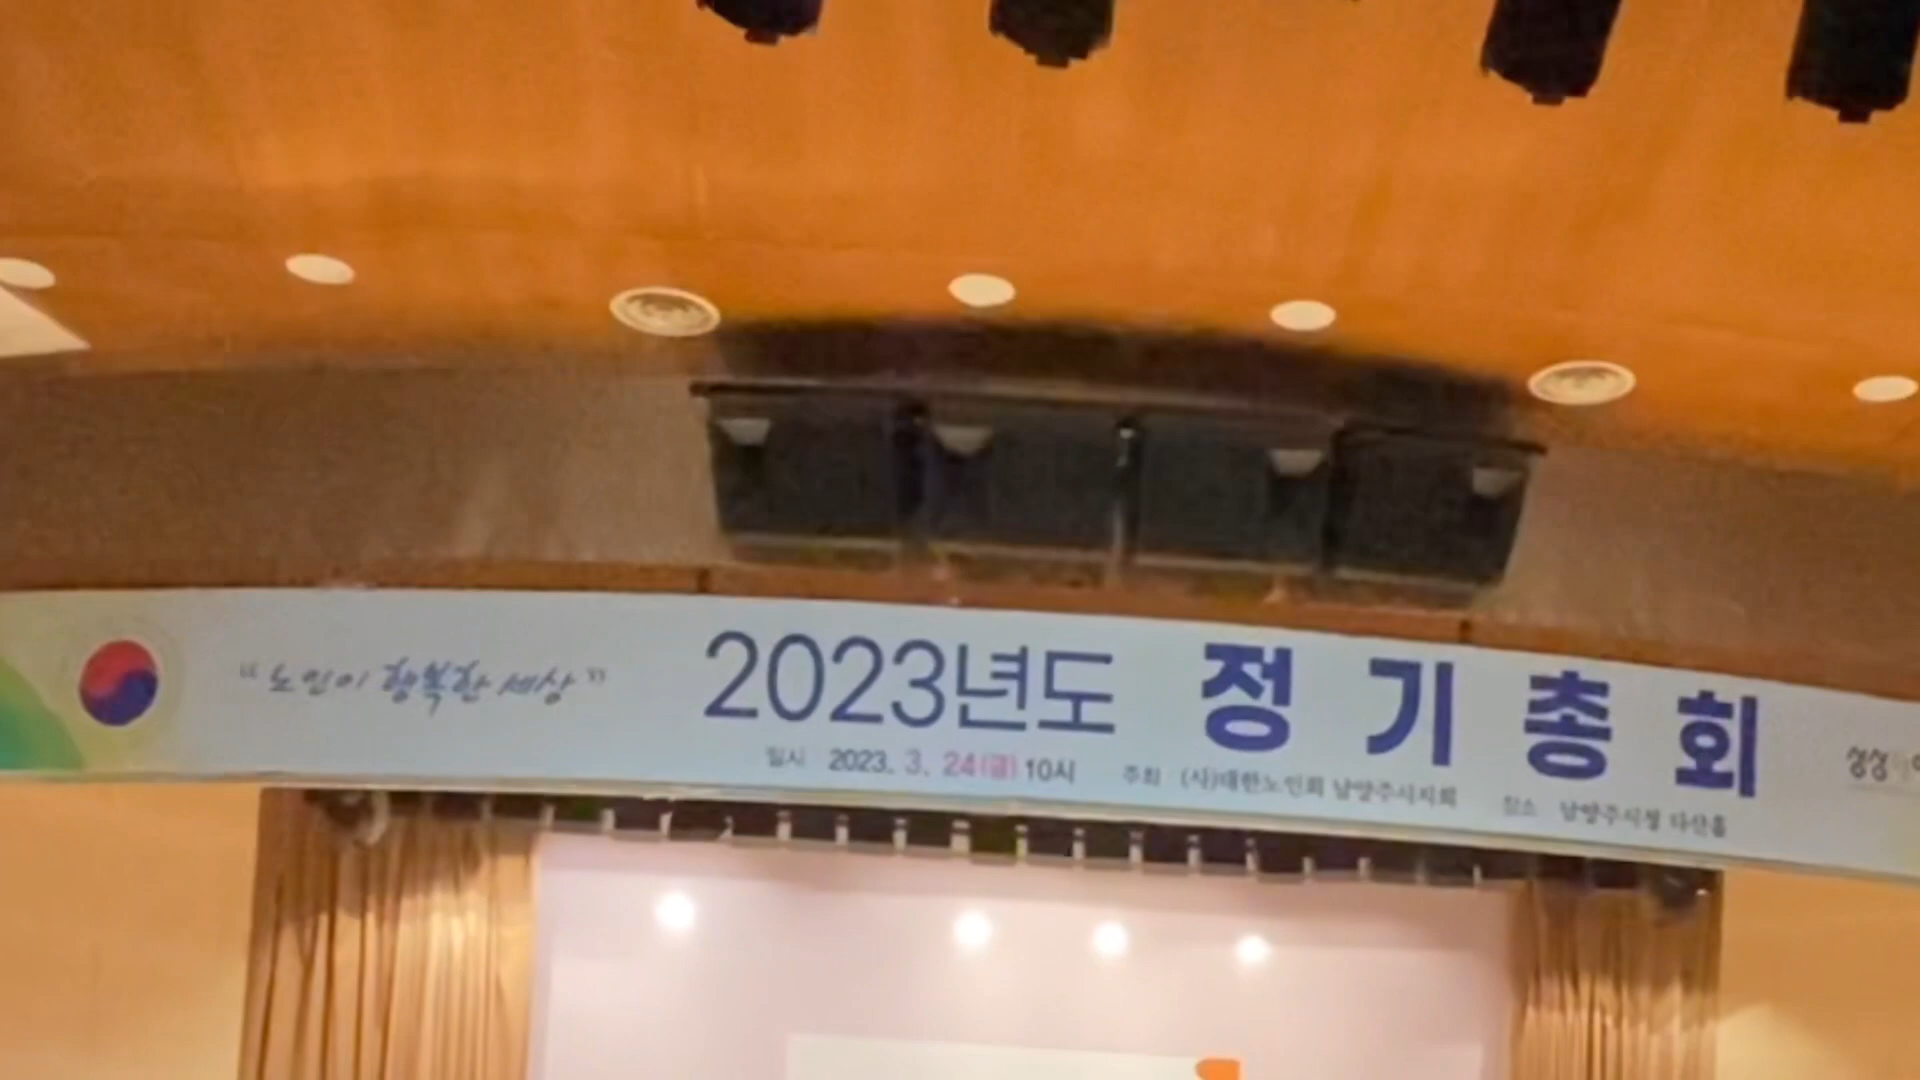 “노인이 행복한 세상”
2023년도 정기총회
일시 2023. 3. 24(금) 10시 주최 (사)대한노인회 남양주시지회 장소 남양주시청 다산홀